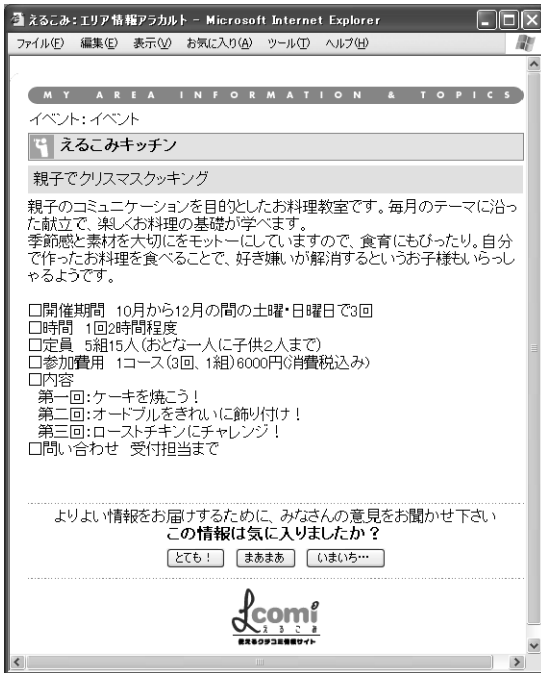 えるこみ:エリア情報アラカルト - Microsoft Internet Explorer
ファイル(F) 編集(E) 表示(V) お気に入り(A) ツール(T) ヘルプ(H)
MY AREA INFORMATION & TOPICS
イベント:イベント
えるこみキッチン
親子でクリスマスクッキング
親子のコミュニケーションを目的としたお料理教室です。毎月のテーマに沿っ
た献立で、楽しくお料理の基礎が学べます。
季節感と素材を大切にをモットーにしていますので、食育にもぴったり。自分
で作ったお料理を食べることで、好き嫌いが解消するというお子様もいらっし
ゃるようです。
□開催期間 10月から12月の間の土曜・日曜日で3回
□時間 1回2時間程度
□定員 5組15人(おとな一人に子供2人まで)
□参加費用 1コース(3回、1組)6000円(消費税込み)
□内容
第一回:ケーキを焼こう!
第二回:オードブルをきれいに飾り付け!
第三回:ローストチキンにチャレンジ!
□問い合わせ 受付担当まで
よりよい情報をお届けするために、みなさんの意見をお聞かせ下さい
この情報は気に入りましたか?
とても! まあまあ いまいち…
Lcomi
えるこみ
使えるクチコミ情報サイト